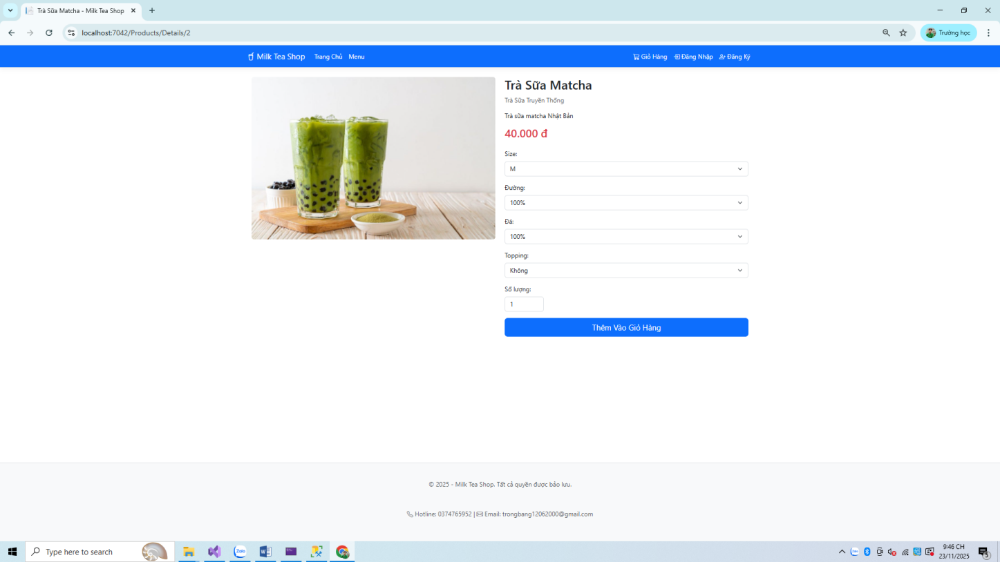 Trà Sữa Matcha - Milk Tea Shop
localhost:7042/Products/Details/2
Trường học
Milk Tea Shop Trang Chủ Menu Giỏ Hàng Đăng Nhập Đăng Ký
Trà Sữa Matcha
Trà Sữa Truyền Thống
Trà sữa matcha Nhật Bản
40.000 đ
Size:
M
Đường:
100%
Đá:
100%
Topping:
Không
Số lượng:
1
Thêm Vào Giỏ Hàng
© 2025 - Milk Tea Shop. Tất cả quyền được bảo lưu.
Hotline: 0374765952 | Email: trongbang12062000@gmail.com
Type here to search
Zalo
9:46 CH
23/11/2025
5